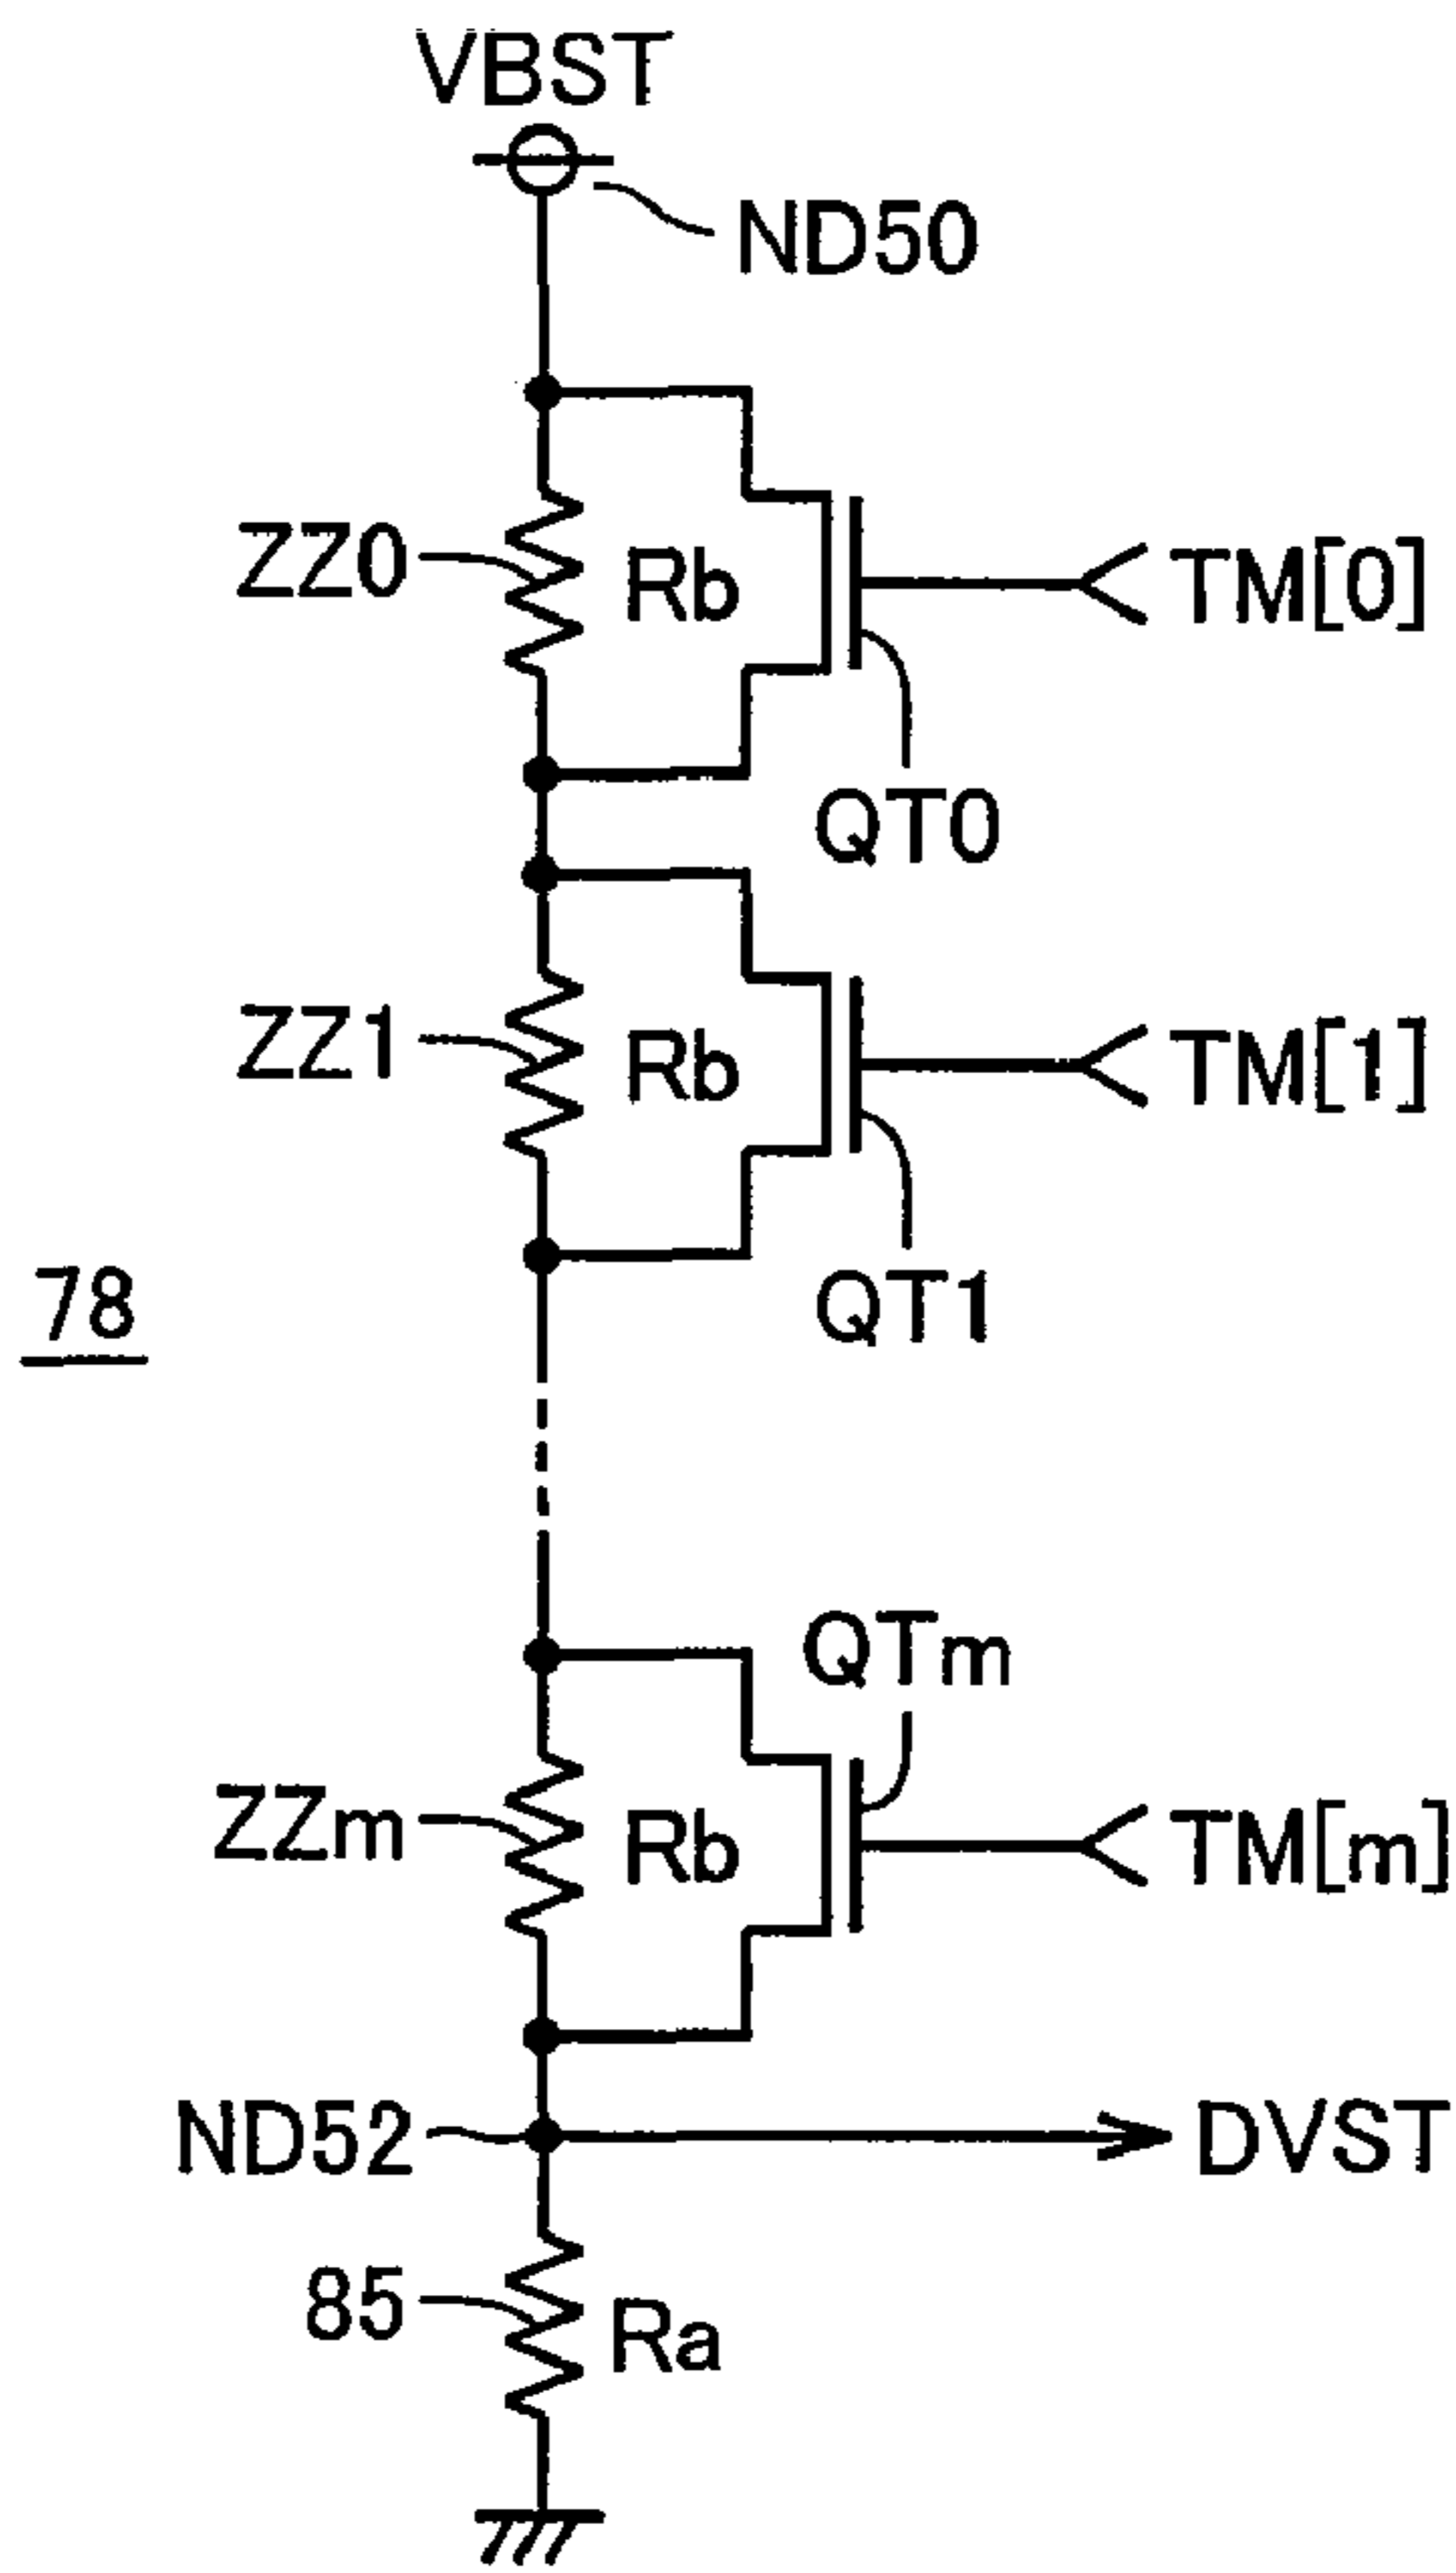 VBST
ND50
ZZ0
Rb
TM[0]
QT0
ZZ1
Rb
TM[1]
QT1
78
QTm
ZZm
Rb
TM[m]
ND52
DVST
85
Ra